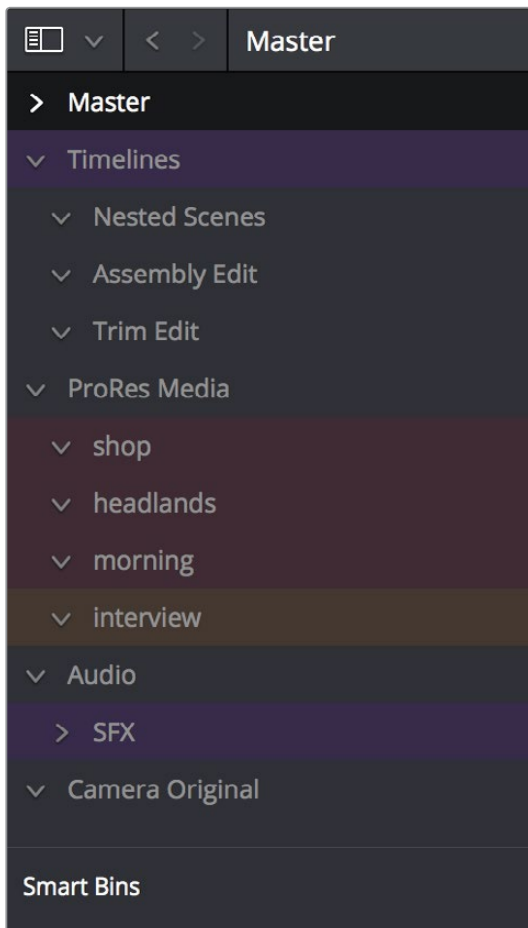 Master
Master
Timelines
Nested Scenes
Assembly Edit
Trim Edit
ProRes Media
shop
headlands
morning
interview
Audio
SFX
Camera Original
Smart Bins